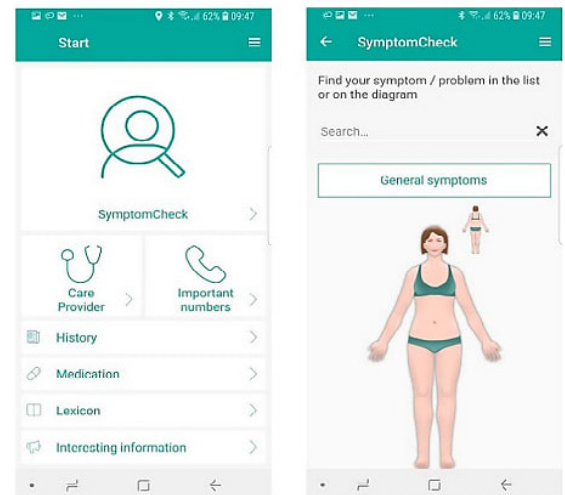 62% 09:47
Start
SymptomCheck
Care
Provider
Important
numbers
History
Medication
Lexicon
Interesting information
62% 09:47
SymptomCheck
Find your symptom / problem in the list
or on the diagram
Search...
General symptoms